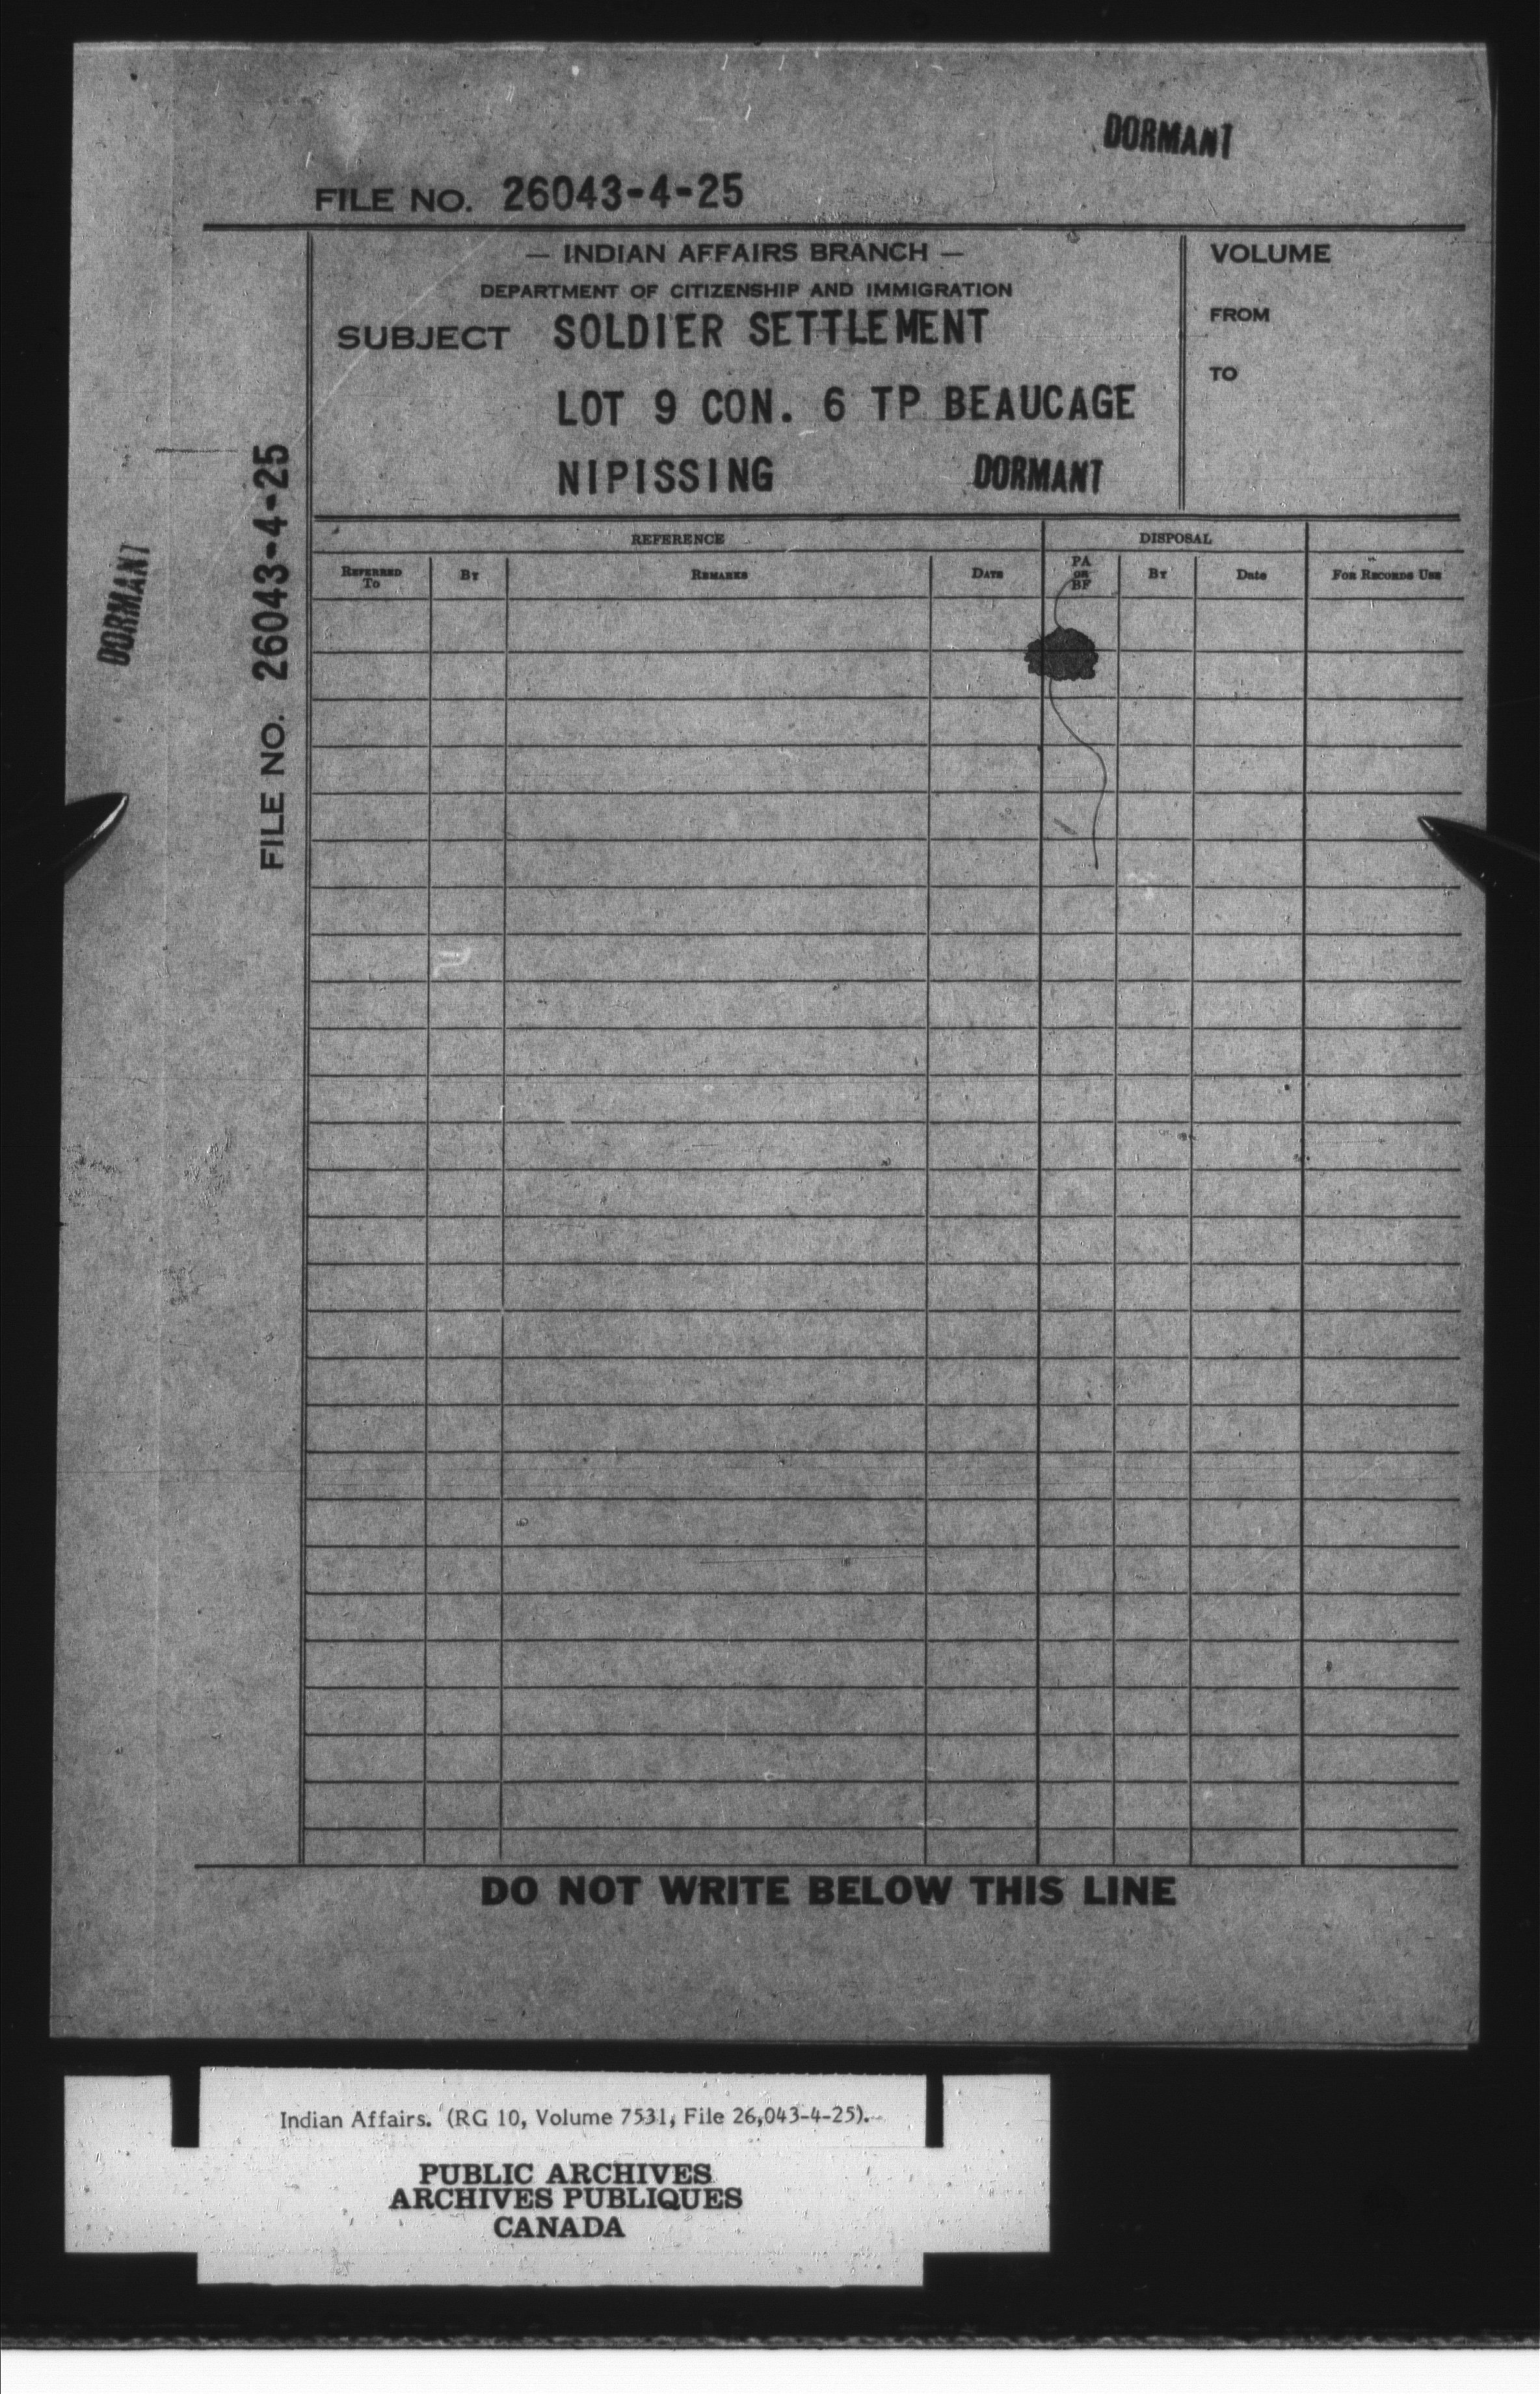 DORMANT
FILE NO. 26043-4-25
— INDIAN AFFAIRS BRANCH —
DEPARTMENT OF CITIZENSHIP AND IMMIGRATION
SUBJECT SOLDIER SETTLEMENT
LOT 9 CON. 6 TP BEAUCAGE
NIPISSING DORMANT
VOLUME
FROM
TO
DORMANT
FILE NO. 26043-4-25
REFERENCE DISPOSAL
REFERRED TO BY REMARKS DATE PA OR BF BY Date FOR RECORDS USE
DO NOT WRITE BELOW THIS LINE
Indian Affairs. (RG 10, Volume 7531, File 26,043-4-25).
PUBLIC ARCHIVES
ARCHIVES PUBLIQUES
CANADA